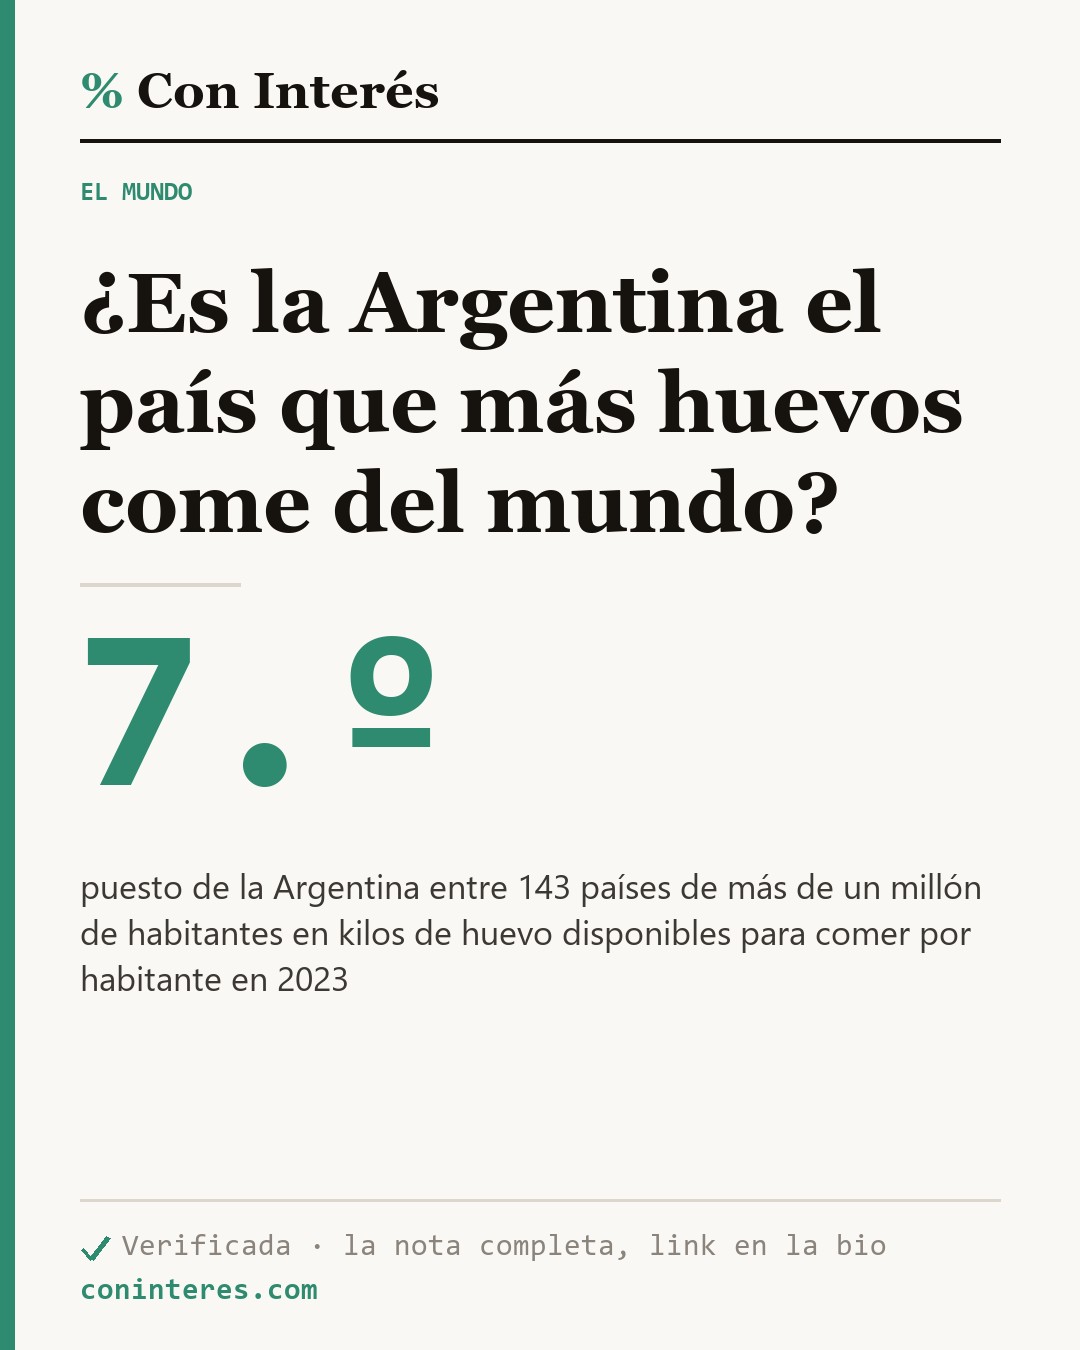 % Con Interés
EL MUNDO
¿Es la Argentina el
país que más huevos
come del mundo?
7.º
puesto de la Argentina entre 143 países de más de un millón
de habitantes en kilos de huevo disponibles para comer por
habitante en 2023
✓ Verificada · la nota completa, link en la bio
coninteres.com